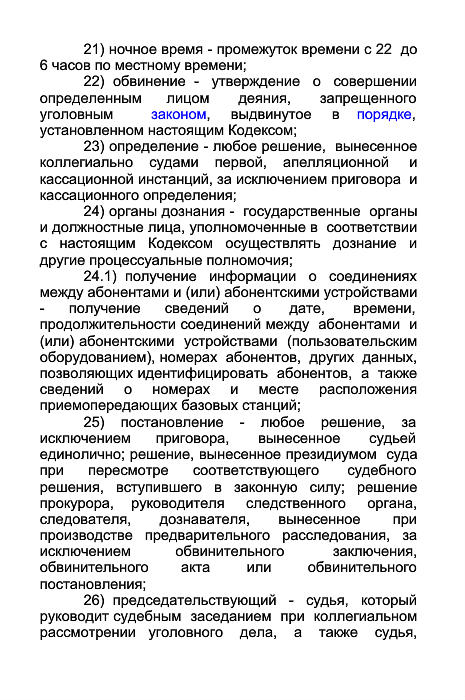 21) ночное время - промежуток времени с 22 до
6 часов по местному времени;
22) обвинение - утверждение о совершении
определенным лицом деяния, запрещенного
уголовным законом, выдвинутое в порядке,
установленном настоящим Кодексом;
23) определение - любое решение, вынесенное
коллегиально судами первой, апелляционной и
кассационной инстанций, за исключением приговора и
кассационного определения;
24) органы дознания - государственные органы
и должностные лица, уполномоченные в соответствии
с настоящим Кодексом осуществлять дознание и
другие процессуальные полномочия;
24.1) получение информации о соединениях
между абонентами и (или) абонентскими устройствами
- получение сведений о дате, времени,
продолжительности соединений между абонентами и
(или) абонентскими устройствами (пользовательским
оборудованием), номерах абонентов, других данных,
позволяющих идентифицировать абонентов, а также
сведений о номерах и месте расположения
приемопередающих базовых станций;
25) постановление - любое решение, за
исключением приговора, вынесенное судьей
единолично; решение, вынесенное президиумом суда
при пересмотре соответствующего судебного
решения, вступившего в законную силу; решение
прокурора, руководителя следственного органа,
следователя, дознавателя, вынесенное при
производстве предварительного расследования, за
исключением обвинительного заключения,
обвинительного акта или обвинительного
постановления;
26) председательствующий - судья, который
руководит судебным заседанием при коллегиальном
рассмотрении уголовного дела, а также судья,